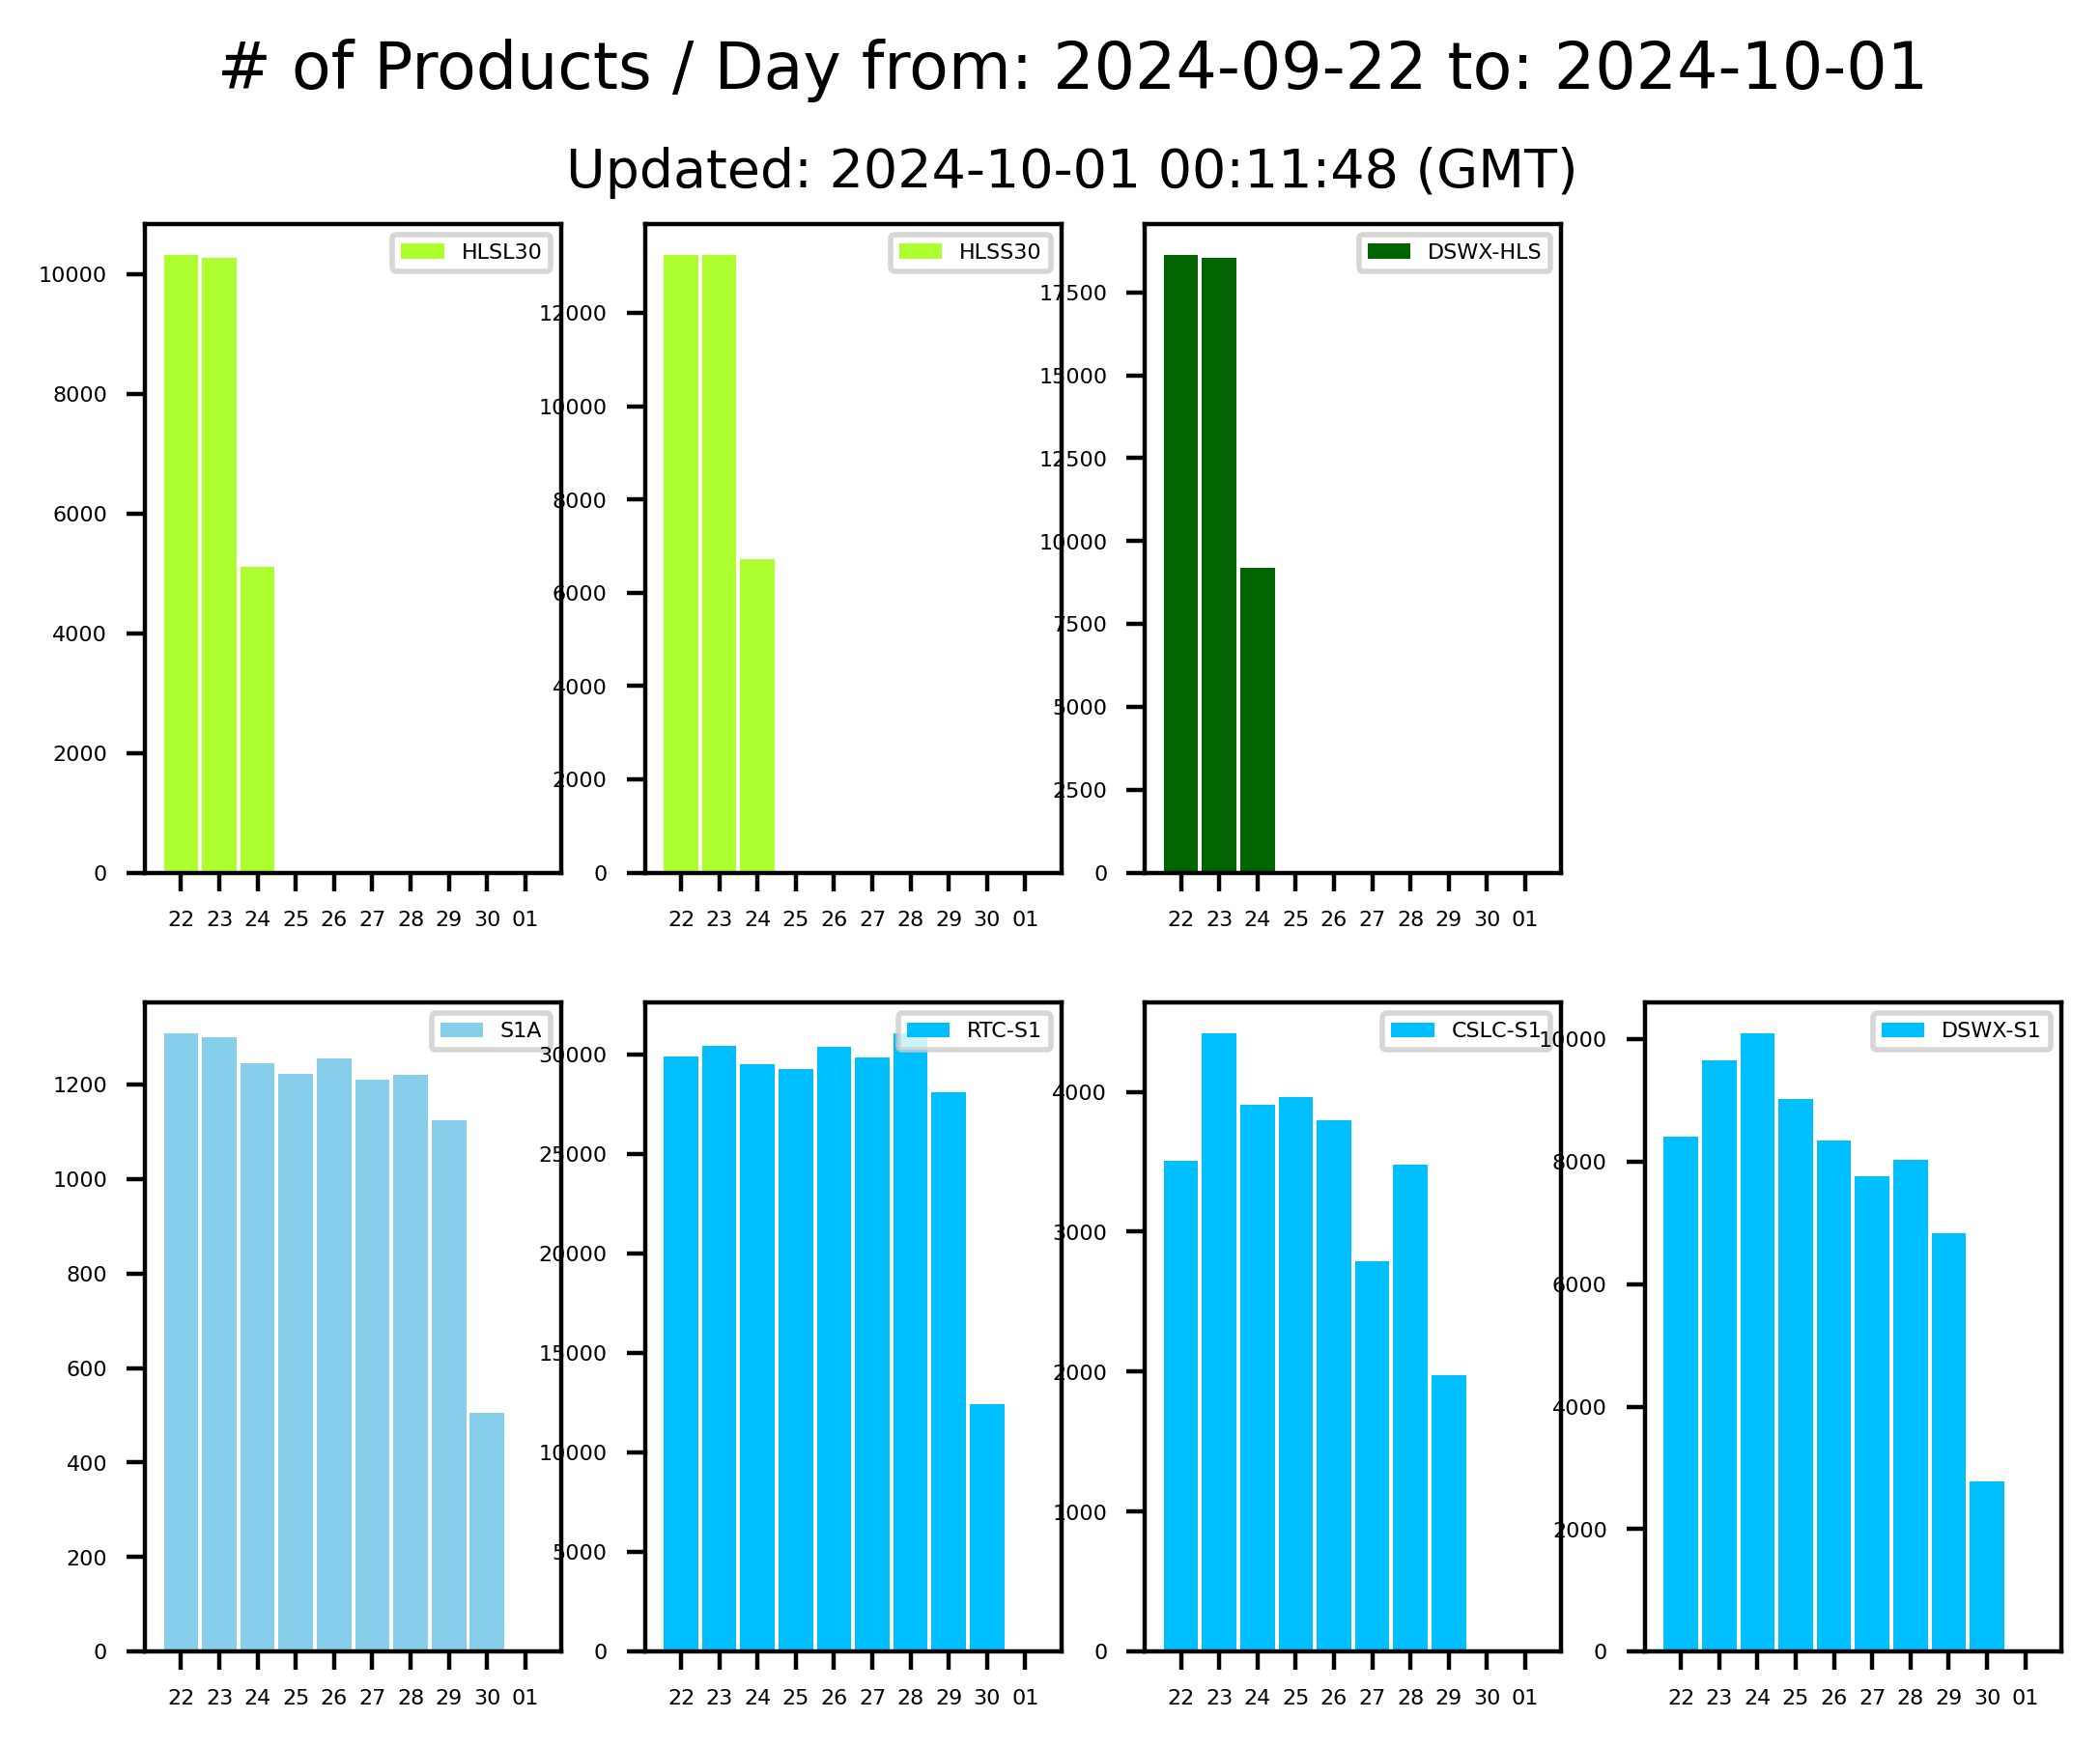 # of Products / Day from: 2024-09-22 to: 2024-10-01
Updated: 2024-10-01 00:11:48 (GMT)
HLSL30
10000
8000
6000
4000
2000
0
22 23 24 25 26 27 28 29 30 01
HLSS30
12000
10000
8000
6000
4000
2000
0
22 23 24 25 26 27 28 29 30 01
DSWX-HLS
17500
15000
12500
10000
7500
5000
2500
0
22 23 24 25 26 27 28 29 30 01
S1A
1200
1000
800
600
400
200
0
22 23 24 25 26 27 28 29 30 01
RTC-S1
30000
25000
20000
15000
10000
5000
0
22 23 24 25 26 27 28 29 30 01
CSLC-S1
4000
3000
2000
1000
0
22 23 24 25 26 27 28 29 30 01
DSWX-S1
10000
8000
6000
4000
2000
0
22 23 24 25 26 27 28 29 30 01